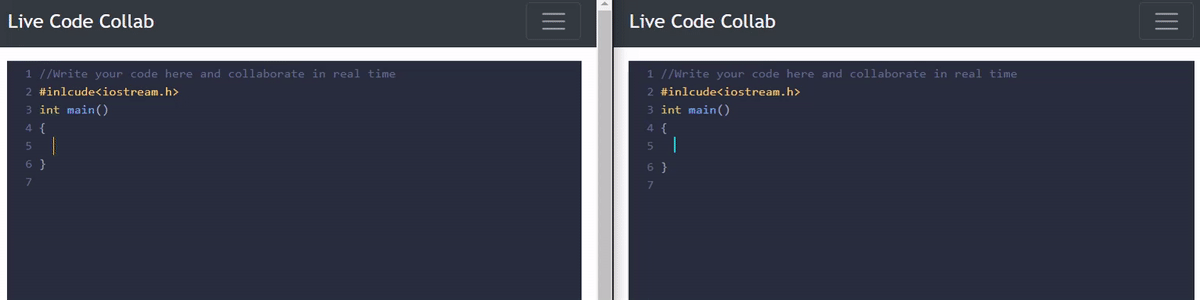 Live Code Collab
1 //Write your code here and collaborate in real time
2 #inlcude<iostream.h>
3 int main()
4 {
5
6 }
7
Live Code Collab
1 //Write your code here and collaborate in real time
2 #inlcude<iostream.h>
3 int main()
4 {
5
6 }
7